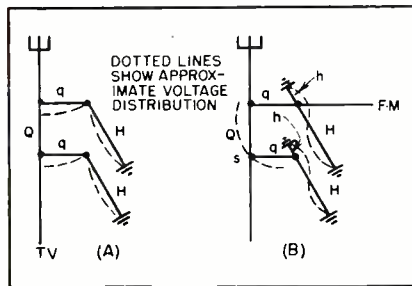 DOTTED LINES
SHOW APPROX-
IMATE VOLTAGE
DISTRIBUTION
q
Q
q
H
H
TV
(A)
q
h
F-M
h
Q
H
s
q
H
(B)